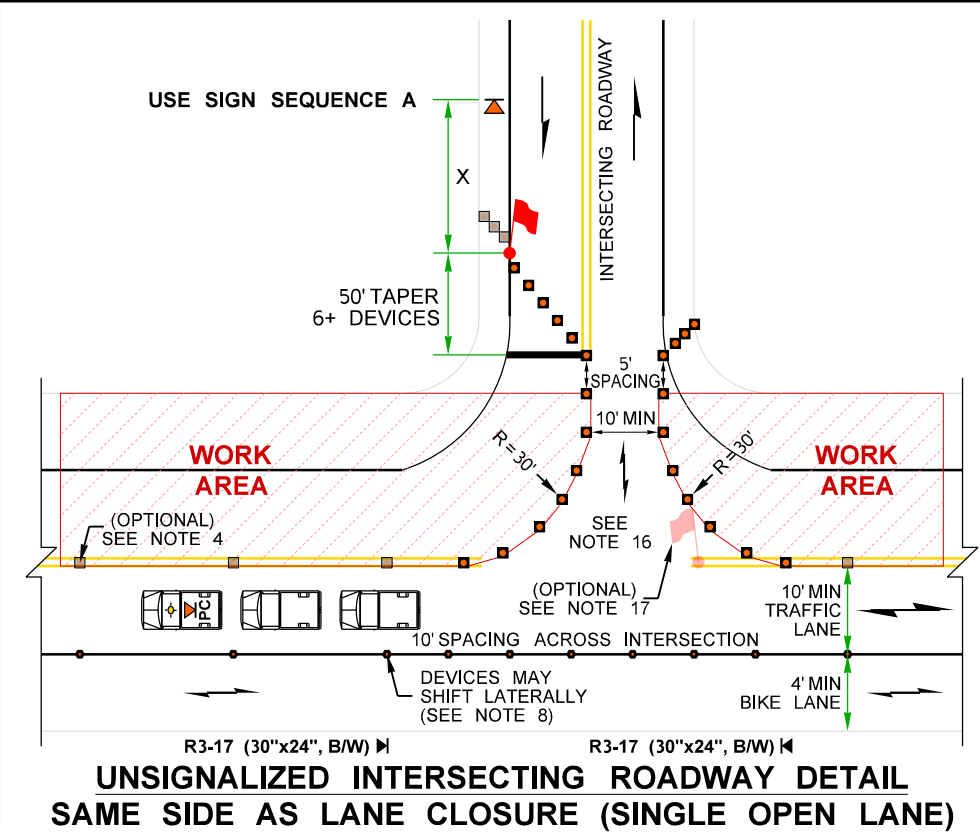 USE SIGN SEQUENCE A
X
INTERSECTING ROADWAY
50' TAPER
6+ DEVICES
5'
SPACING
10' MIN
WORK
AREA
R=30'
R=30'
WORK
AREA
(OPTIONAL)
SEE NOTE 4
SEE
NOTE 16
(OPTIONAL)
SEE NOTE 17
10' MIN
TRAFFIC
LANE
PC
10' SPACING ACROSS INTERSECTION
DEVICES MAY
SHIFT LATERALLY
(SEE NOTE 8)
4' MIN
BIKE LANE
R3-17 (30"x24", B/W)
R3-17 (30"x24", B/W)
UNSIGNALIZED INTERSECTING ROADWAY DETAIL
SAME SIDE AS LANE CLOSURE (SINGLE OPEN LANE)